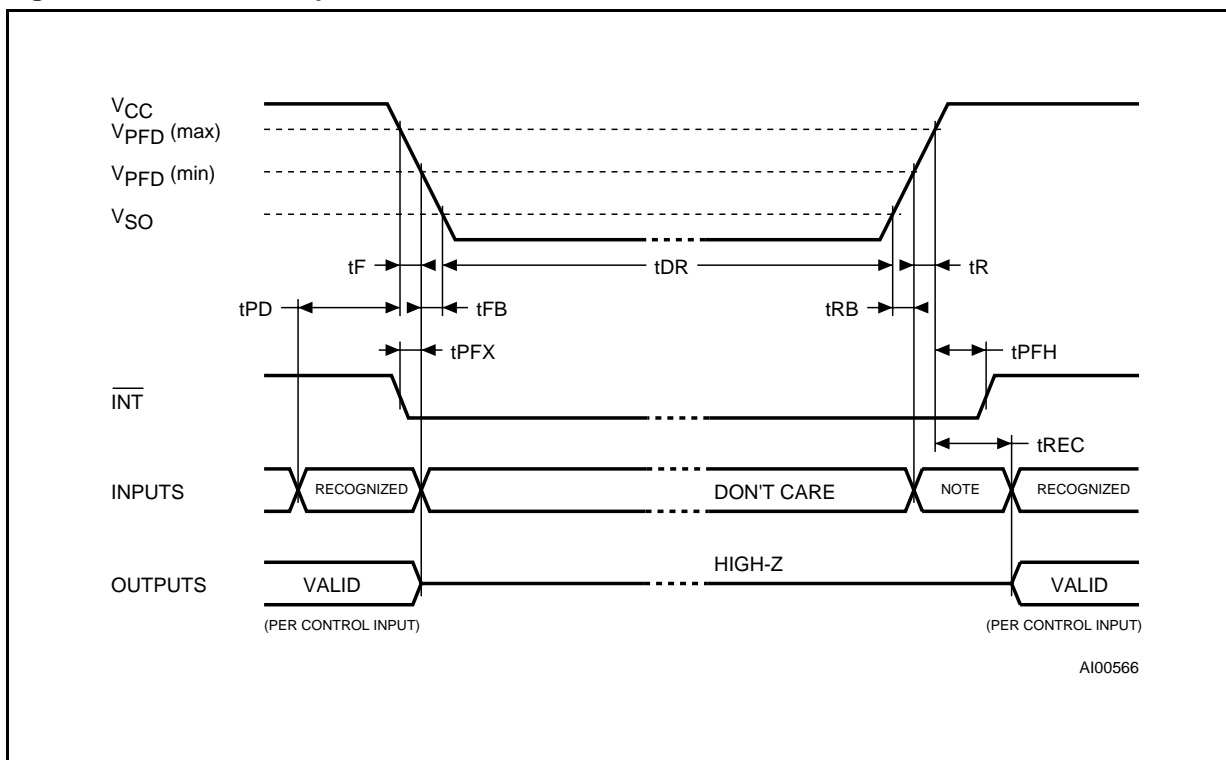 VCC
VPFD (max)
VPFD (min)
VSO
tF
tDR
tR
tPD
tFB
tRB
tPFX
tPFH
INT
tREC
INPUTS
RECOGNIZED
DON'T CARE
NOTE
RECOGNIZED
HIGH-Z
OUTPUTS
VALID
VALID
(PER CONTROL INPUT)
(PER CONTROL INPUT)
AI00566